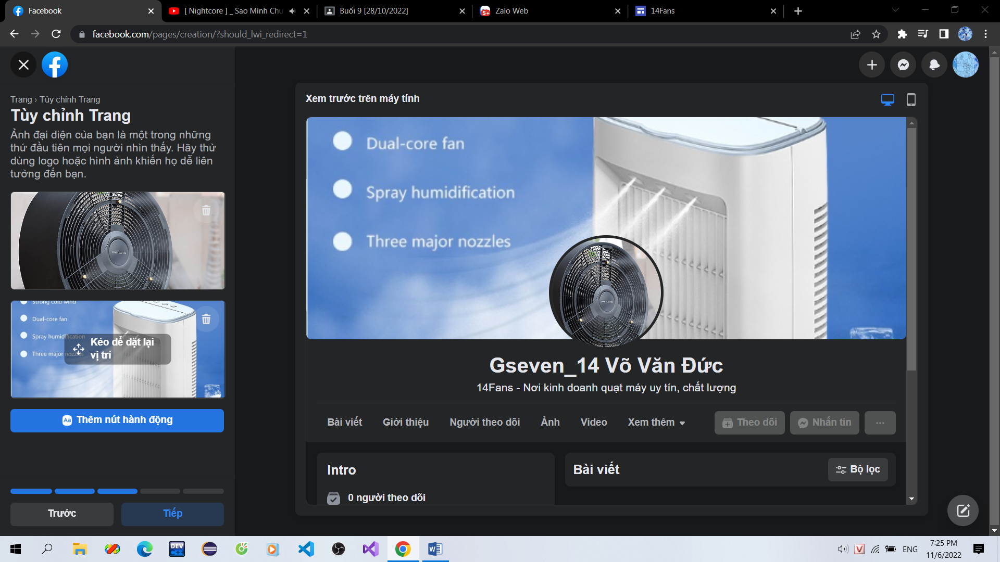 Facebook
[ Nightcore ] _ Sao Mình Chư
Buổi 9 [28/10/2022]
5+
Zalo Web
14Fans
facebook.com/pages/creation/?should_lwi_redirect=1
Trang › Tùy chỉnh Trang
Tùy chỉnh Trang
Ảnh đại diện của bạn là một trong những
thứ đầu tiên mọi người nhìn thấy. Hãy thử
dùng logo hoặc hình ảnh khiến họ dễ liên
tưởng đến bạn.
FRIGIDAIRE
Strong cold wind
Dual-core fan
Spray humidification
Three major nozzles
Kéo để đặt lại
vị trí
Aa Thêm nút hành động
Trước
Tiếp
Xem trước trên máy tính
Dual-core fan
Spray humidification
Three major nozzles
FRIGIDAIRE
Gseven_14 Võ Văn Đức
14Fans - Nơi kinh doanh quạt máy uy tín, chất lượng
Bài viết
Giới thiệu
Người theo dõi
Ảnh
Video
Xem thêm
Theo dõi
Nhắn tin
...
Intro
0 người theo dõi
Bài viết
Bộ lọc
DEV
C++
V
ENG
7:25 PM
11/6/2022